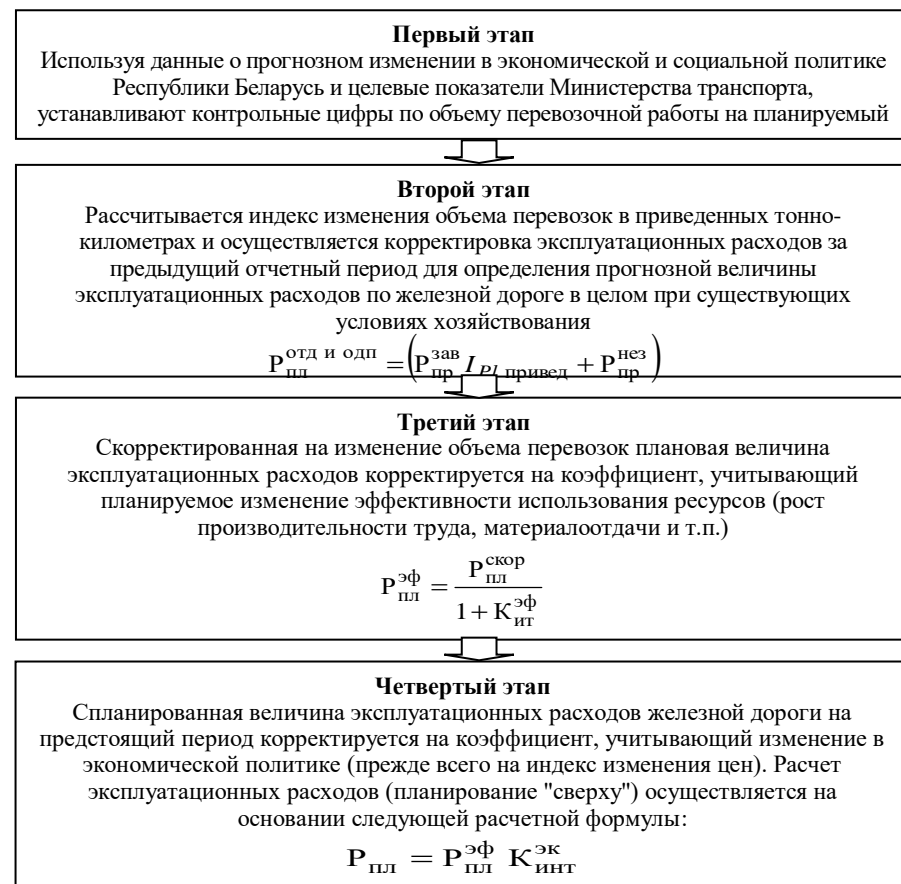 Первый этап
Используя данные о прогнозном изменении в экономической и социальной политике
Республики Беларусь и целевые показатели Министерства транспорта,
устанавливают контрольные цифры по объему перевозочной работы на планируемый
Второй этап
Рассчитывается индекс изменения объема перевозок в приведенных тонно-
километрах и осуществляется корректировка эксплуатационных расходов за
предыдущий отчетный период для определения прогнозной величины
эксплуатационных расходов по железной дороге в целом при существующих
условиях хозяйствования
Р_пл^отд и одп = (Р_пр^зав I_Pl привед + Р_пр^нез)
Третий этап
Скорректированная на изменение объема перевозок плановая величина
эксплуатационных расходов корректируется на коэффициент, учитывающий
планируемое изменение эффективности использования ресурсов (рост
производительности труда, материалоотдачи и т.п.)
Р_пл^эф = Р_пл^скор / (1 + К_ит^эф)
Четвертый этап
Спланированная величина эксплуатационных расходов железной дороги на
предстоящий период корректируется на коэффициент, учитывающий изменение в
экономической политике (прежде всего на индекс изменения цен). Расчет
эксплуатационных расходов (планирование "сверху") осуществляется на
основании следующей расчетной формулы:
Р_пл = Р_пл^эф К_инт^эк